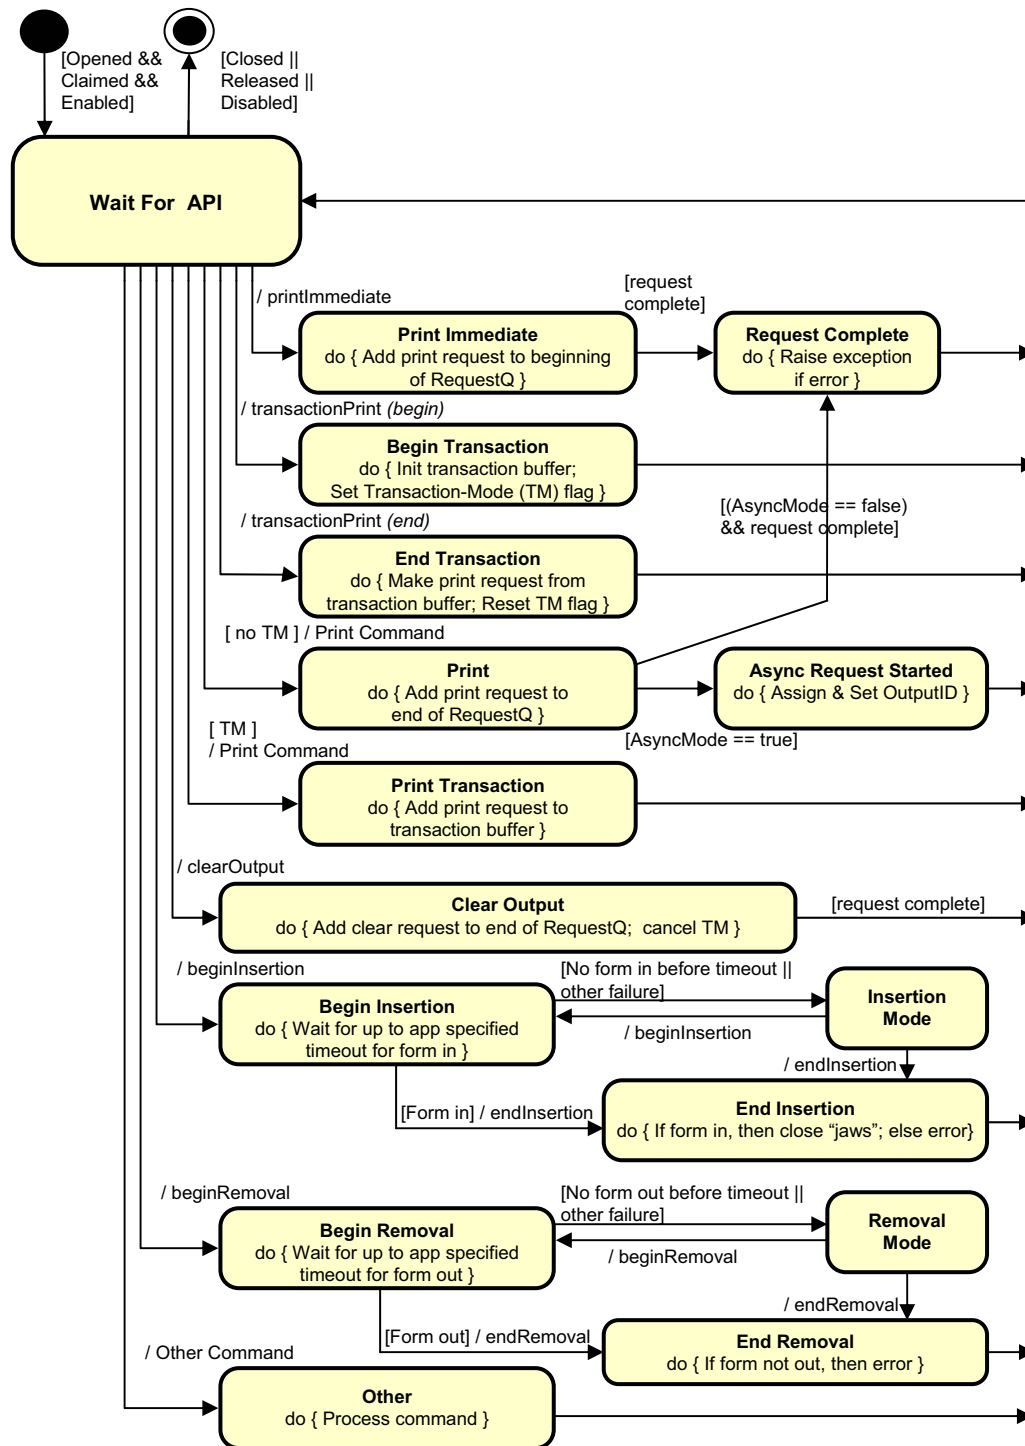 [Opened &&
Claimed &&
Enabled]
[Closed ||
Released ||
Disabled]
Wait For API
/ printImmediate
[request
complete]
Print Immediate
do { Add print request to beginning
of RequestQ }
Request Complete
do { Raise exception
if error }
/ transactionPrint (begin)
Begin Transaction
do { Init transaction buffer;
Set Transaction-Mode (TM) flag }
[(AsyncMode == false)
&& request complete]
/ transactionPrint (end)
End Transaction
do { Make print request from
transaction buffer; Reset TM flag }
[ no TM ] / Print Command
Print
do { Add print request to
end of RequestQ }
Async Request Started
do { Assign & Set OutputID }
[AsyncMode == true]
[ TM ]
/ Print Command
Print Transaction
do { Add print request to
transaction buffer }
/ clearOutput
Clear Output
do { Add clear request to end of RequestQ; cancel TM }
[request complete]
/ beginInsertion
[No form in before timeout ||
other failure]
Begin Insertion
do { Wait for up to app specified
timeout for form in }
Insertion
Mode
/ beginInsertion
/ endInsertion
[Form in] / endInsertion
End Insertion
do { If form in, then close “jaws”; else error}
/ beginRemoval
[No form out before timeout ||
other failure]
Begin Removal
do { Wait for up to app specified
timeout for form out }
Removal
Mode
/ beginRemoval
/ endRemoval
[Form out] / endRemoval
End Removal
do { If form not out, then error }
/ Other Command
Other
do { Process command }